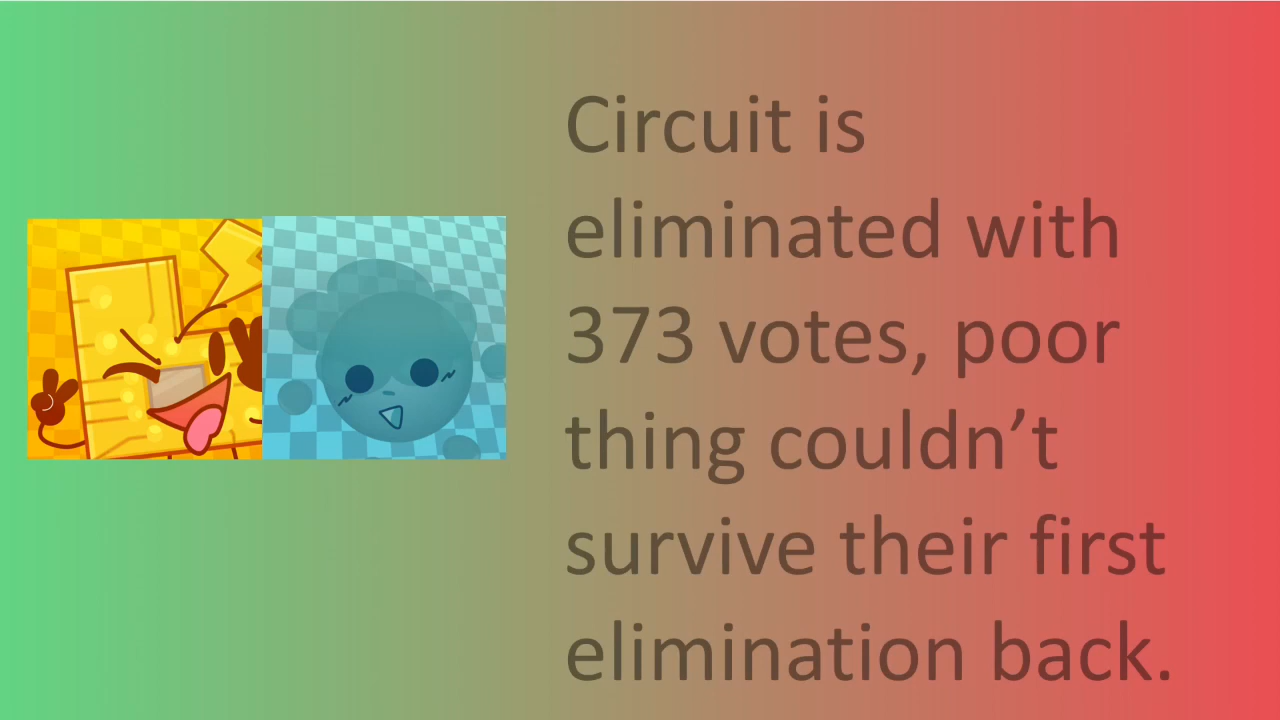 Circuit is
eliminated with
373 votes, poor
thing couldn’t
survive their first
elimination back.